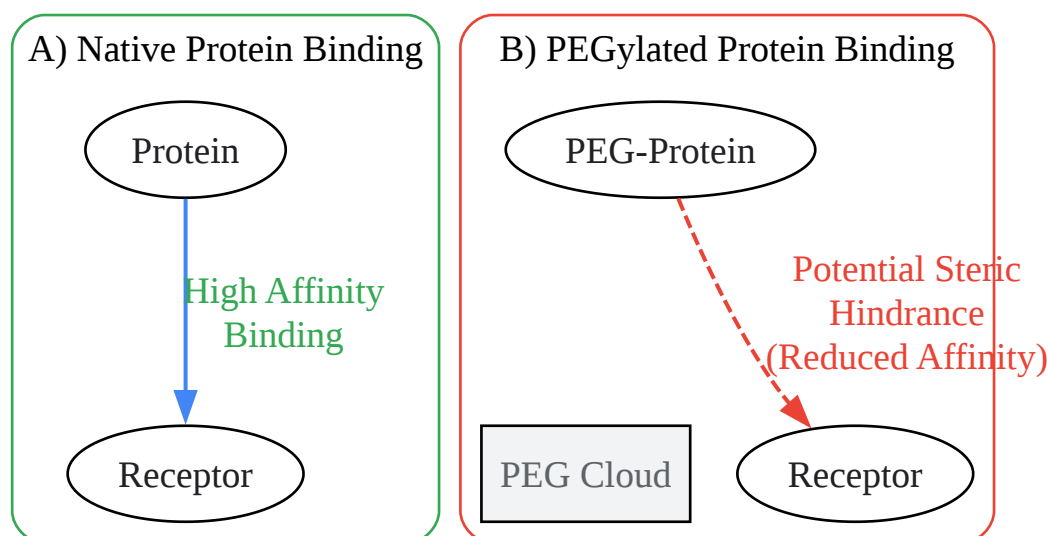 A) Native Protein Binding
Protein
High Affinity
Binding
Receptor
B) PEGylated Protein Binding
PEG-Protein
Potential Steric
Hindrance
(Reduced Affinity)
PEG Cloud
Receptor